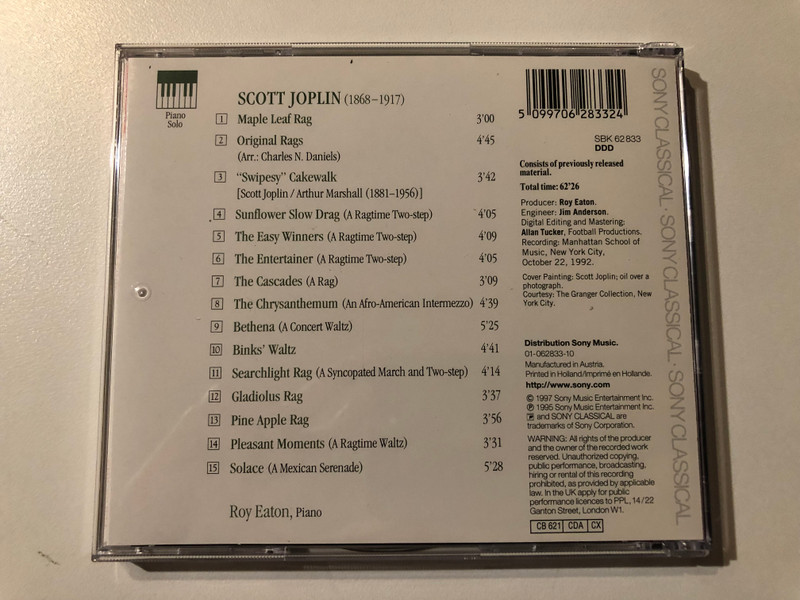 Piano
Solo
SCOTT JOPLIN (1868–1917)
1 Maple Leaf Rag 3'00
2 Original Rags 4'45
(Arr.: Charles N. Daniels)
3 “Swipesy” Cakewalk 3'42
[Scott Joplin / Arthur Marshall (1881–1956)]
4 Sunflower Slow Drag (A Ragtime Two-step) 4'05
5 The Easy Winners (A Ragtime Two-step) 4'09
6 The Entertainer (A Ragtime Two-step) 4'05
7 The Cascades (A Rag) 3'09
8 The Chrysanthemum (An Afro-American Intermezzo) 4'39
9 Bethena (A Concert Waltz) 5'25
10 Binks' Waltz 4'41
11 Searchlight Rag (A Syncopated March and Two-step) 4'14
12 Gladiolus Rag 3'37
13 Pine Apple Rag 3'56
14 Pleasant Moments (A Ragtime Waltz) 3'31
15 Solace (A Mexican Serenade) 5'28
Roy Eaton, Piano
5 099706 283324
SBK 62833
DDD
Consists of previously released
material.
Total time: 62'26
Producer: Roy Eaton.
Engineer: Jim Anderson.
Digital Editing and Mastering:
Allan Tucker, Football Productions.
Recording: Manhattan School of
Music, New York City,
October 22, 1992.
Cover Painting: Scott Joplin; oil over a
photograph.
Courtesy: The Granger Collection, New
York City.
Distribution Sony Music.
01-062833-10
Manufactured in Austria.
Printed in Holland/Imprimé en Hollande.
http://www.sony.com
© 1997 Sony Music Entertainment Inc.
℗ 1995 Sony Music Entertainment Inc.
and SONY CLASSICAL are
trademarks of Sony Corporation.
WARNING: All rights of the producer
and of the owner of the recorded work
reserved. Unauthorized copying,
public performance, broadcasting,
hiring or rental of this recording
prohibited, as provided by applicable
law. In the UK apply for public
performance licences to PPL, 14/22
Ganton Street, London W1.
CB 621 CDA CX
SONY CLASSICAL · SONY CLASSICAL · SONY CLASSICAL